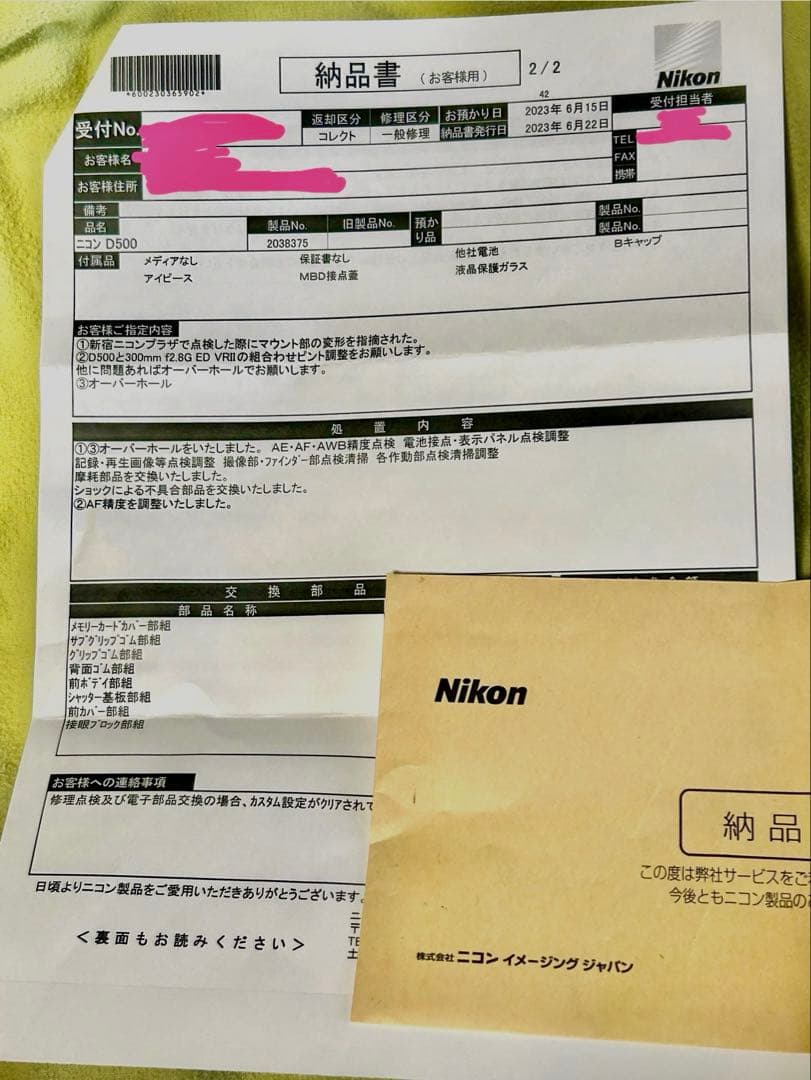 *600230365902*
納品書 (お客様用)
2/2
Nikon
42
受付No.
返却区分 修理区分 お預かり日 2023年 6月15日
受付担当者
コレクト 一般修理 納品書発行日 2023年 6月22日
お客様名
TEL
FAX
お客様住所
携帯
備考
品名 製品No. 旧製品No. 預かり品 製品No.
ニコン D500 2038375 製品No.
付属品 メディアなし 保証書なし 他社電池 Bキャップ
アイピース MBD接点蓋 液晶保護ガラス
お客様ご指定内容
①新宿ニコンプラザで点検した際にマウント部の変形を指摘された。
②D500と300mm f2.8G ED VRIIの組合わせピント調整をお願いします。
他に問題あればオーバーホールでお願いします。
③オーバーホール
処置内容
①③オーバーホールをいたしました。 AE・AF・AWB精度点検 電池接点・表示パネル点検調整
記録・再生画像等点検調整 撮像部・ファインダー部点検清掃 各作動部点検清掃調整
摩耗部品を交換いたしました。
ショックによる不具合部品を交換いたしました。
②AF精度を調整いたしました。
交換部品
部品名称
メモリーカードカバー部組
サブグリップゴム部組
グリップゴム部組
背面ゴム部組
前ボディ部組
シャッター基板部組
前カバー部組
接眼ブロック部組
お客様への連絡事項
修理点検及び電子部品交換の場合、カスタム設定がクリアされて
日頃よりニコン製品をご愛用いただきありがとうございます。
<裏面もお読みください>
Nikon
納品
この度は弊社サービスをご
今後ともニコン製品のご
株式会社 ニコン イメージング ジャパン